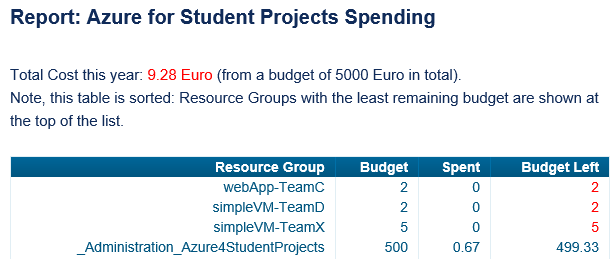 Report: Azure for Student Projects Spending
Total Cost this year: 9.28 Euro (from a budget of 5000 Euro in total).
Note, this table is sorted: Resource Groups with the least remaining budget are shown at
the top of the list.
Resource Group Budget Spent Budget Left
webApp-TeamC 2 0 2
simpleVM-TeamD 2 0 2
simpleVM-TeamX 5 0 5
_Administration_Azure4StudentProjects 500 0.67 499.33